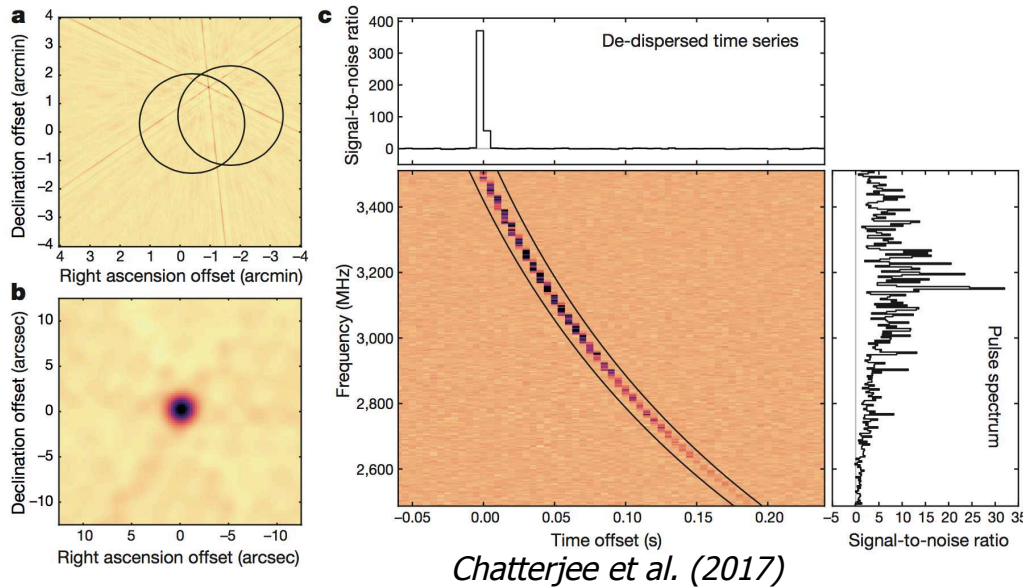 a
4
3
2
1
0
−1
−2
−3
−4
Declination offset (arcmin)
4 3 2 1 0 −1 −2 −3 −4
Right ascension offset (arcmin)
b
10
5
0
−5
−10
Declination offset (arcsec)
10 5 0 −5 −10
Right ascension offset (arcsec)
c
400
300
200
100
0
Signal-to-noise ratio
De-dispersed time series
3,400
3,200
3,000
2,800
2,600
Frequency (MHz)
−0.05 0.00 0.05 0.10 0.15 0.20
Time offset (s)
Pulse spectrum
−5 0 5 10 15 20 25 30 35
Signal-to-noise ratio
Chatterjee et al. (2017)